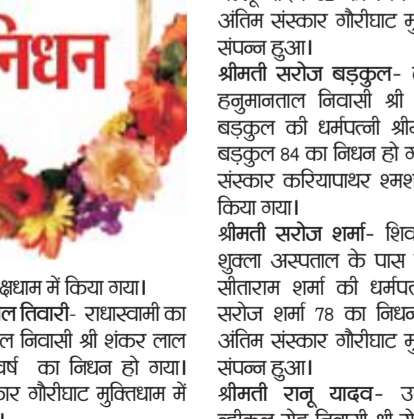 निधन
क्षधाम में किया गया।
ल तिवारी- राधास्वामी का
ल निवासी श्री शंकर लाल
वर्ष का निधन हो गया।
कार गौरीघाट मुक्तिधाम में
अंतिम संस्कार गौरीघाट मु
संपन्न हुआ।
श्रीमती सरोज बड़कुल-
हनुमानताल निवासी श्री
बड़कुल की धर्मपत्नी श्रीम
बड़कुल 84 का निधन हो ग
संस्कार करियापाथर श्मश
किया गया।
श्रीमती सरोज शर्मा- शिव
शुक्ला अस्पताल के पास
सीताराम शर्मा की धर्मपत
सरोज शर्मा 78 का निधन
अंतिम संस्कार गौरीघाट मु
संपन्न हुआ।
श्रीमती रानू यादव- उ